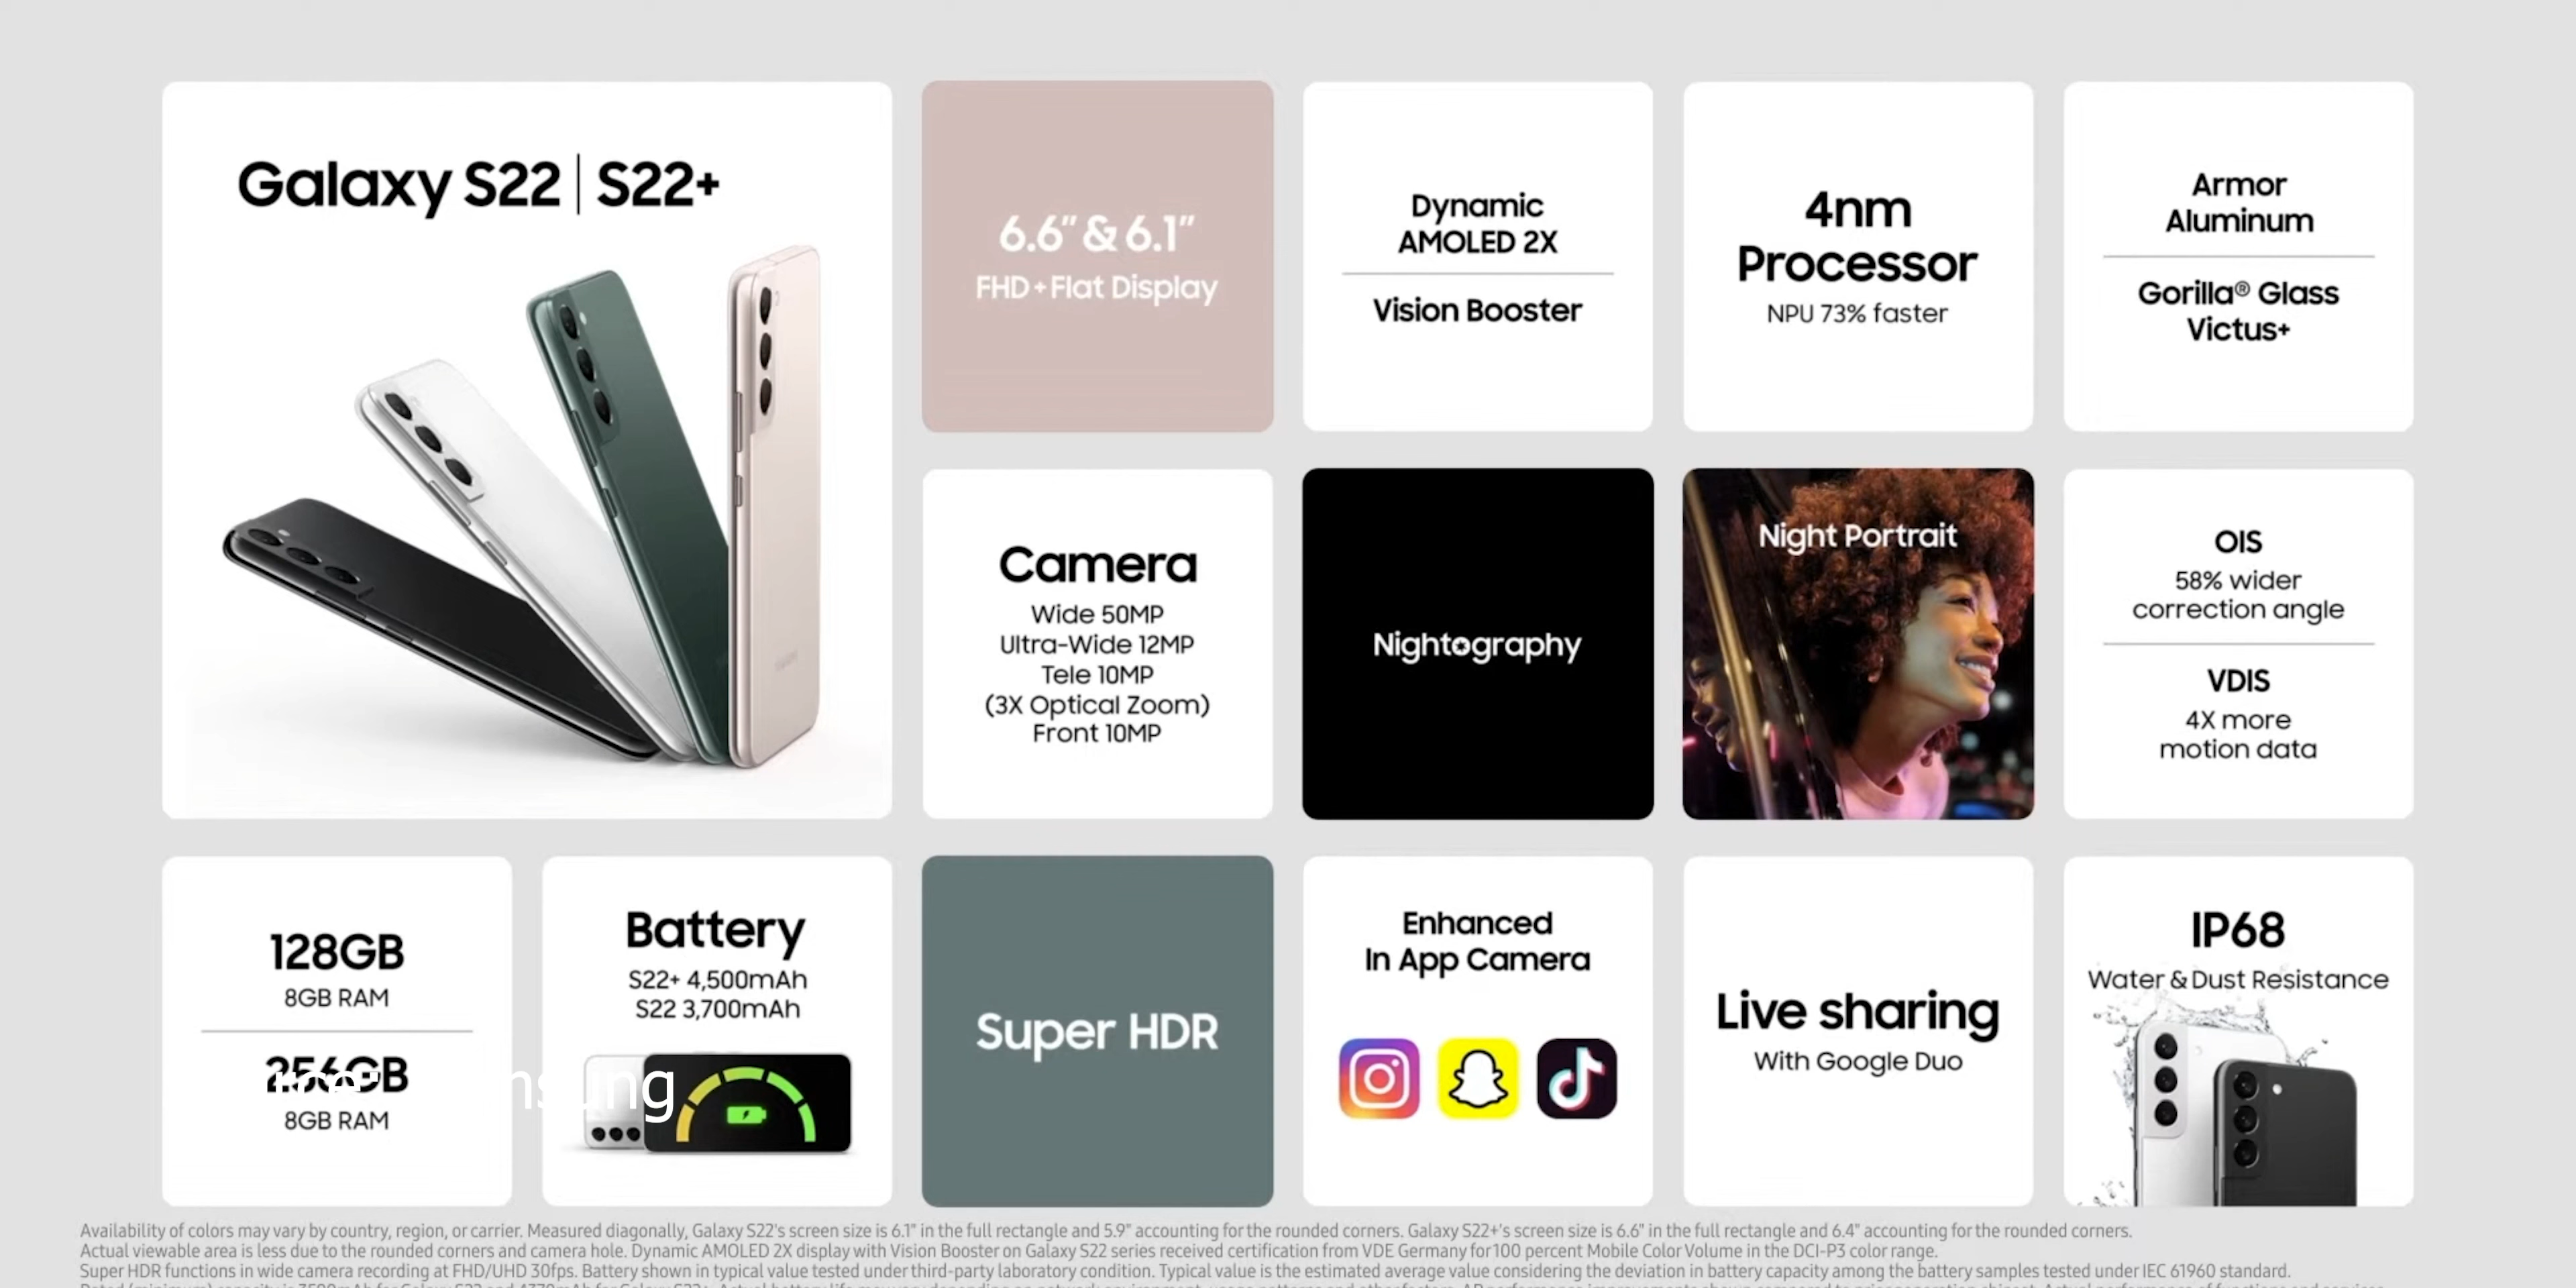 Galaxy S22 | S22+
6.6” & 6.1”
FHD+Flat Display
Dynamic
AMOLED 2X
Vision Booster
4nm
Processor
NPU 73% faster
Armor
Aluminum
Gorilla® Glass
Victus+
Camera
Wide 50MP
Ultra-Wide 12MP
Tele 10MP
(3X Optical Zoom)
Front 10MP
Nightography
Night Portrait
OIS
58% wider
correction angle
VDIS
4X more
motion data
128GB
8GB RAM
256GB
8GB RAM
Battery
S22+ 4,500mAh
S22 3,700mAh
Super HDR
Enhanced
In App Camera
Live sharing
With Google Duo
IP68
Water & Dust Resistance
Availability of colors may vary by country, region, or carrier. Measured diagonally, Galaxy S22's screen size is 6.1" in the full rectangle and 5.9" accounting for the rounded corners. Galaxy S22+'s screen size is 6.6" in the full rectangle and 6.4" accounting for the rounded corners.
Actual viewable area is less due to the rounded corners and camera hole. Dynamic AMOLED 2X display with Vision Booster on Galaxy S22 series received certification from VDE Germany for 100 percent Mobile Color Volume in the DCI-P3 color range.
Super HDR functions in wide camera recording at FHD/UHD 30fps. Battery shown in typical value tested under third-party laboratory condition. Typical value is the estimated average value considering the deviation in battery capacity among the battery samples tested under IEC 61960 standard.